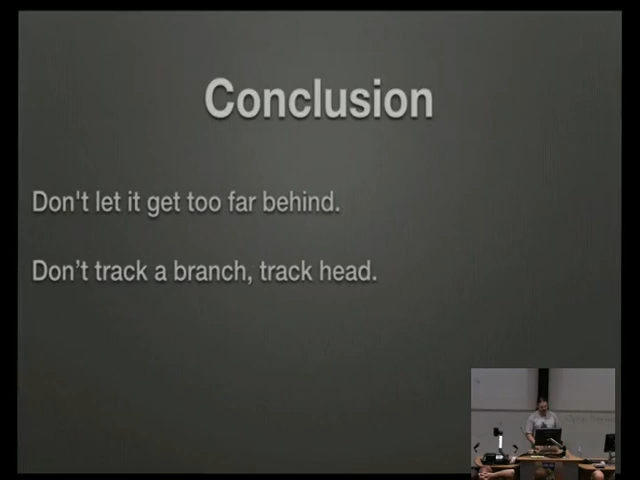 Conclusion
Don't let it get too far behind.
Don’t track a branch, track head.